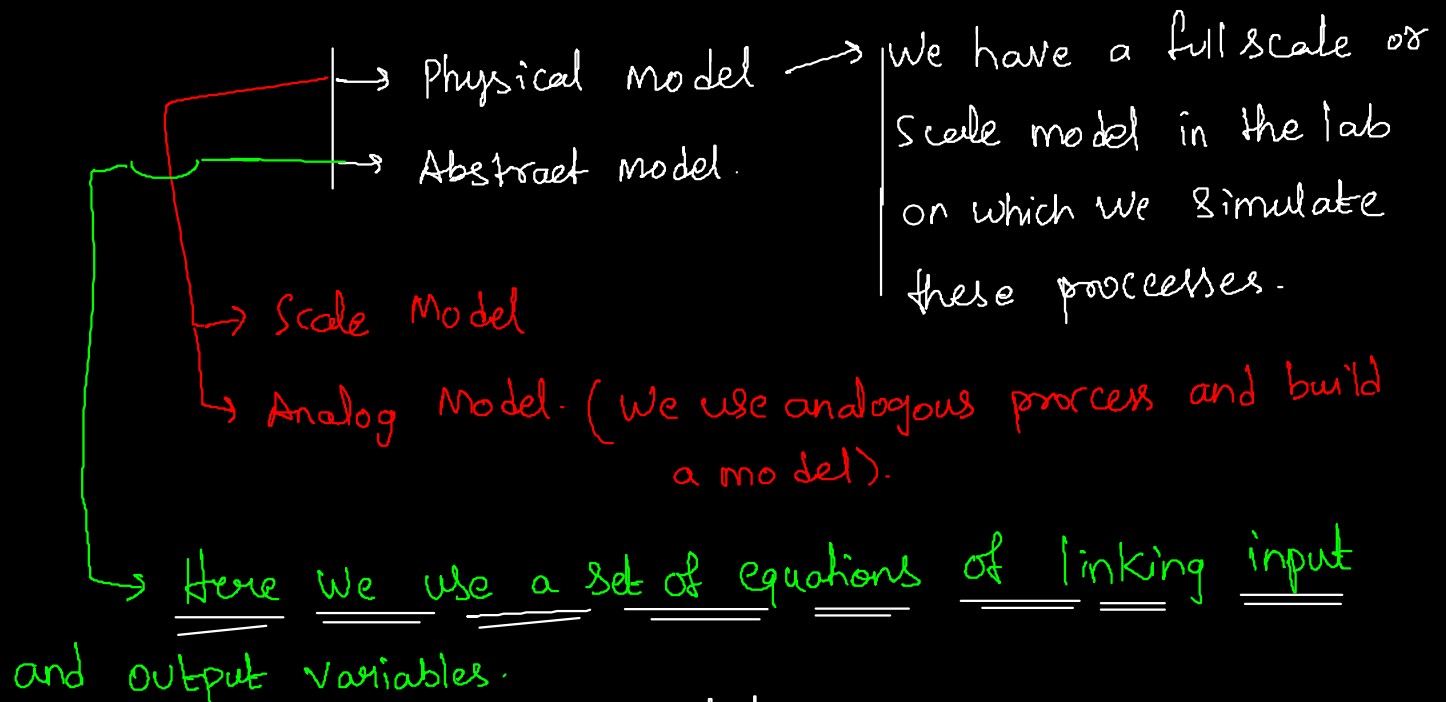 Physical Model
We have a full scale or
scale model in the lab
on which we simulate
these proccesses.
Abstract Model.
Scale Model
Analog Model. (We use analogous prorcess and build
a model).
Here we use a set of equations of linking input
and output variables.